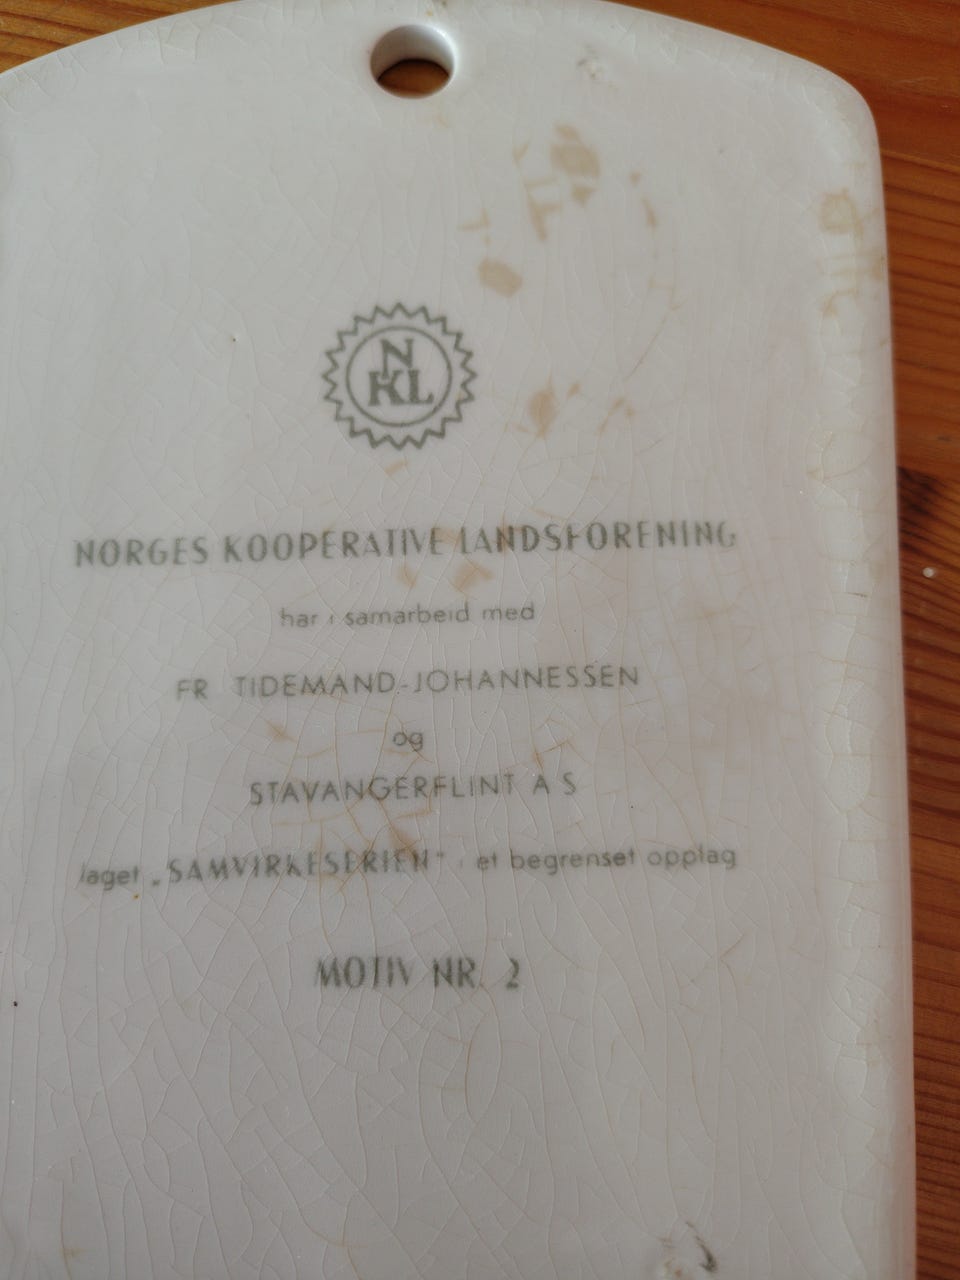 N
KL
NORGES KOOPERATIVE LANDSFORENING
har i samarbeid med
FR TIDEMAND-JOHANNESSEN
og
STAVANGERFLINT A S
laget „SAMVIRKESERIEN" i et begrenset opplag
MOTIV NR. 2